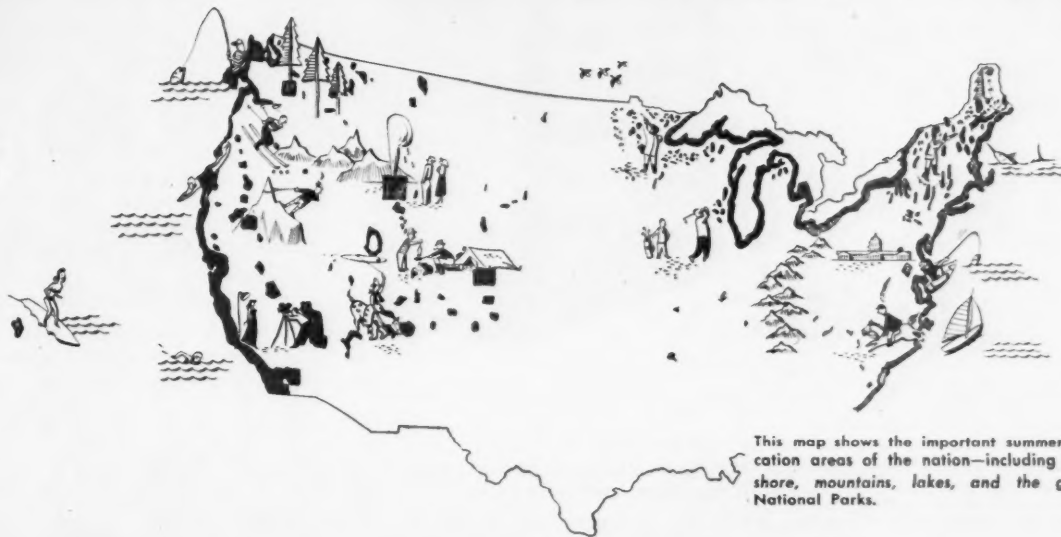 This map shows the important summer
cation areas of the nation—including
shore, mountains, lakes, and the
National Parks.